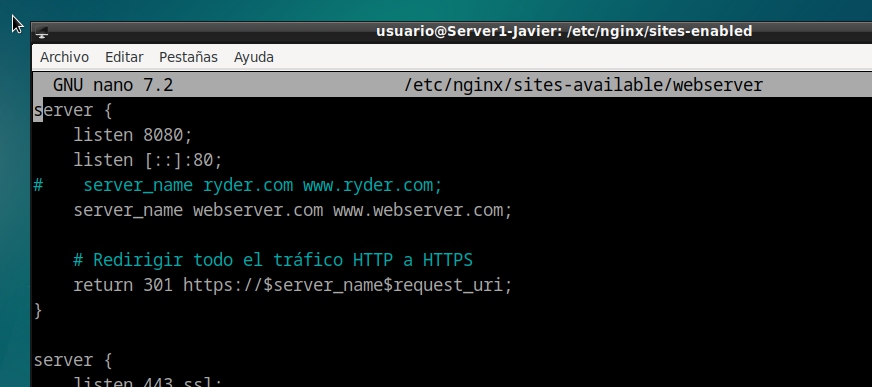 usuario@Server1-Javier: /etc/nginx/sites-enabled
Archivo Editar Pestañas Ayuda
GNU nano 7.2 /etc/nginx/sites-available/webserver
server {
    listen 8080;
    listen [::]:80;
#    server_name ryder.com www.ryder.com;
    server_name webserver.com www.webserver.com;
    # Redirigir todo el tráfico HTTP a HTTPS
    return 301 https://$server_name$request_uri;
}
server {
    listen 443 ssl;